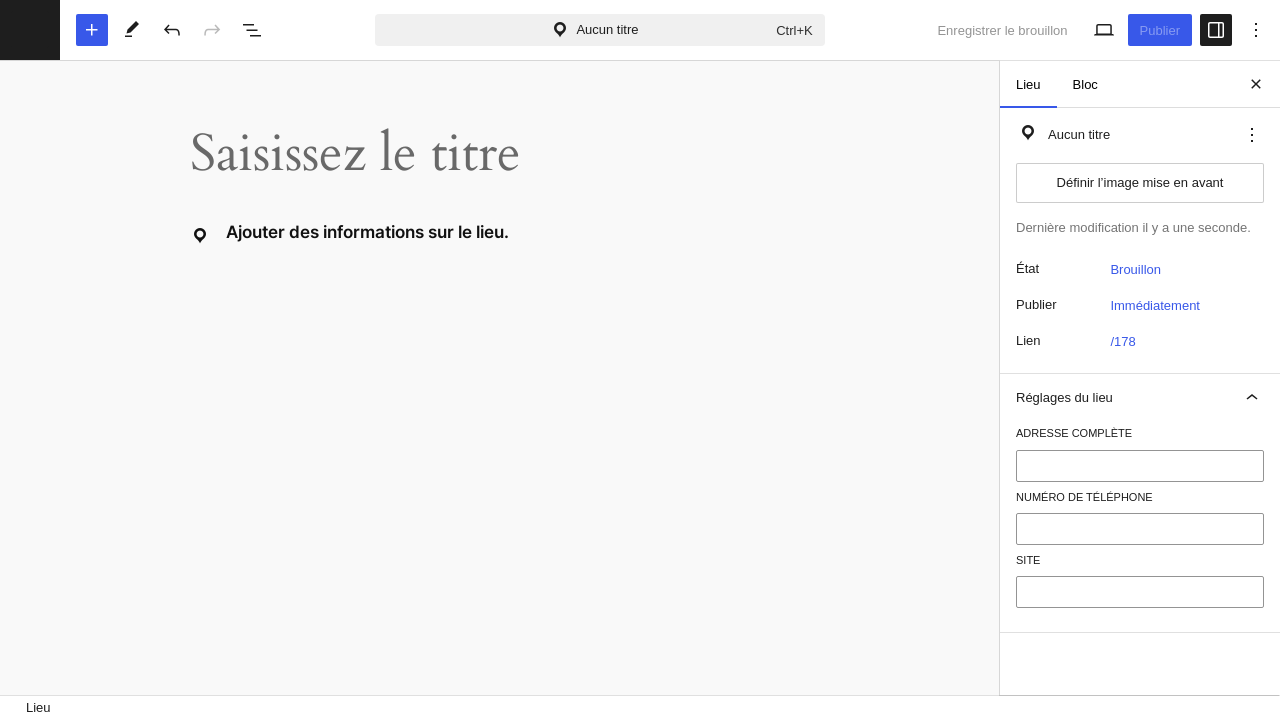 Aucun titre
Ctrl+K
Enregistrer le brouillon
Publier
Saisissez le titre
Ajouter des informations sur le lieu.
Lieu
Bloc
Aucun titre
Définir l’image mise en avant
Dernière modification il y a une seconde.
État
Brouillon
Publier
Immédiatement
Lien
/178
Réglages du lieu
ADRESSE COMPLÈTE
NUMÉRO DE TÉLÉPHONE
SITE
Lieu